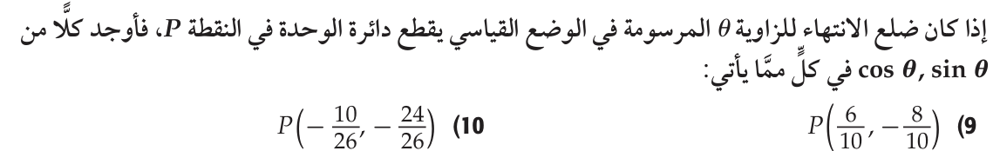 إذا كان ضلع الانتهاء للزاوية θ المرسومة في الوضع القياسي يقطع دائرة الوحدة في النقطة P، فأوجد كلًّا من
cos θ, sin θ في كلٍّ ممَّا يأتي:
(9 P(6/10, −8/10) (10 P(−10/26, −24/26)